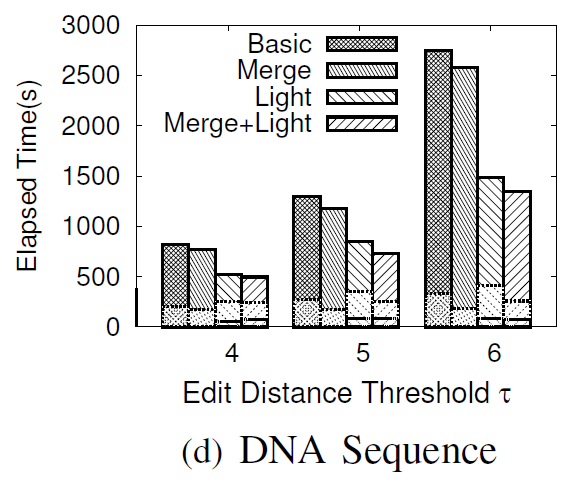 3000
2500
2000
1500
1000
500
0
Elapsed Time(s)
Basic
Merge
Light
Merge+Light
4 5 6
Edit Distance Threshold τ
(d) DNA Sequence